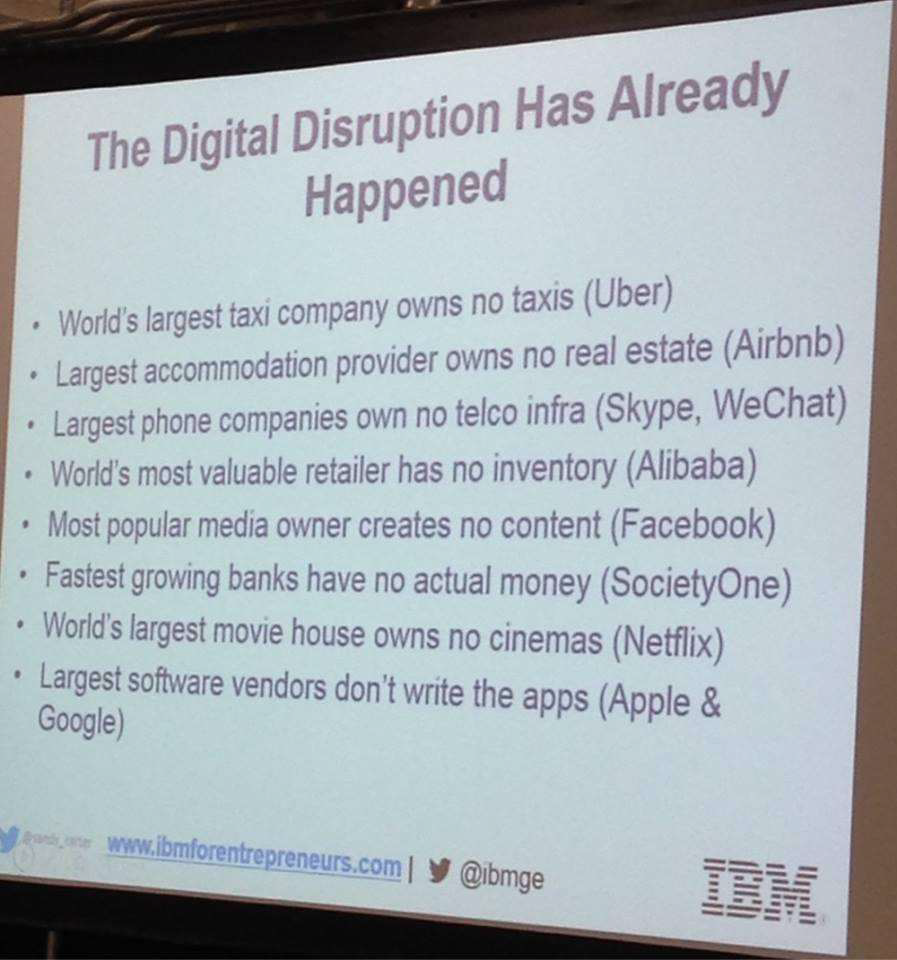 The Digital Disruption Has Already
Happened
• World's largest taxi company owns no taxis (Uber)
• Largest accommodation provider owns no real estate (Airbnb)
• Largest phone companies own no telco infra (Skype, WeChat)
• World's most valuable retailer has no inventory (Alibaba)
• Most popular media owner creates no content (Facebook)
• Fastest growing banks have no actual money (SocietyOne)
• World's largest movie house owns no cinemas (Netflix)
• Largest software vendors don't write the apps (Apple &
Google)
www.ibmforentrepreneurs.com | @ibmge
IBM